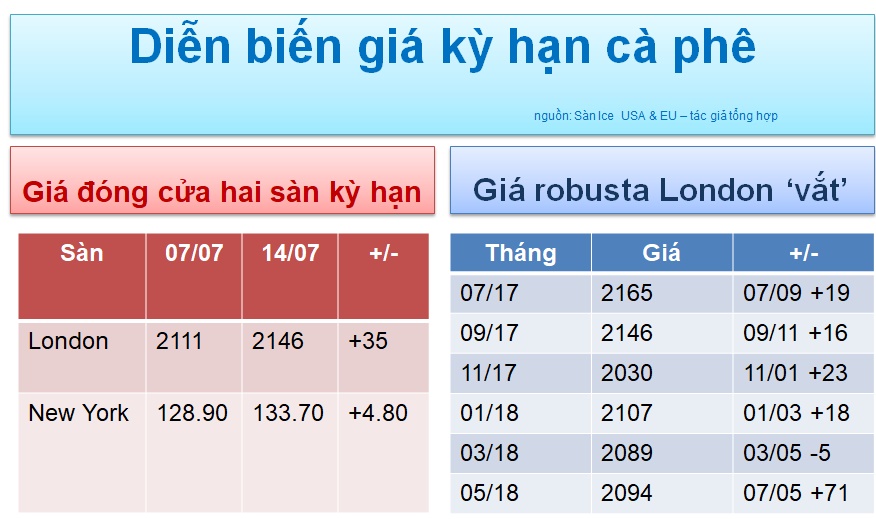 Diễn biến giá kỳ hạn cà phê
nguồn: Sàn Ice USA & EU – tác giả tổng hợp
Giá đóng cửa hai sàn kỳ hạn
Sàn 07/07 14/07 +/-
London 2111 2146 +35
New York 128.90 133.70 +4.80
Giá robusta London ‘vắt’
Tháng Giá +/-
07/17 2165 07/09 +19
09/17 2146 09/11 +16
11/17 2030 11/01 +23
01/18 2107 01/03 +18
03/18 2089 03/05 -5
05/18 2094 07/05 +71